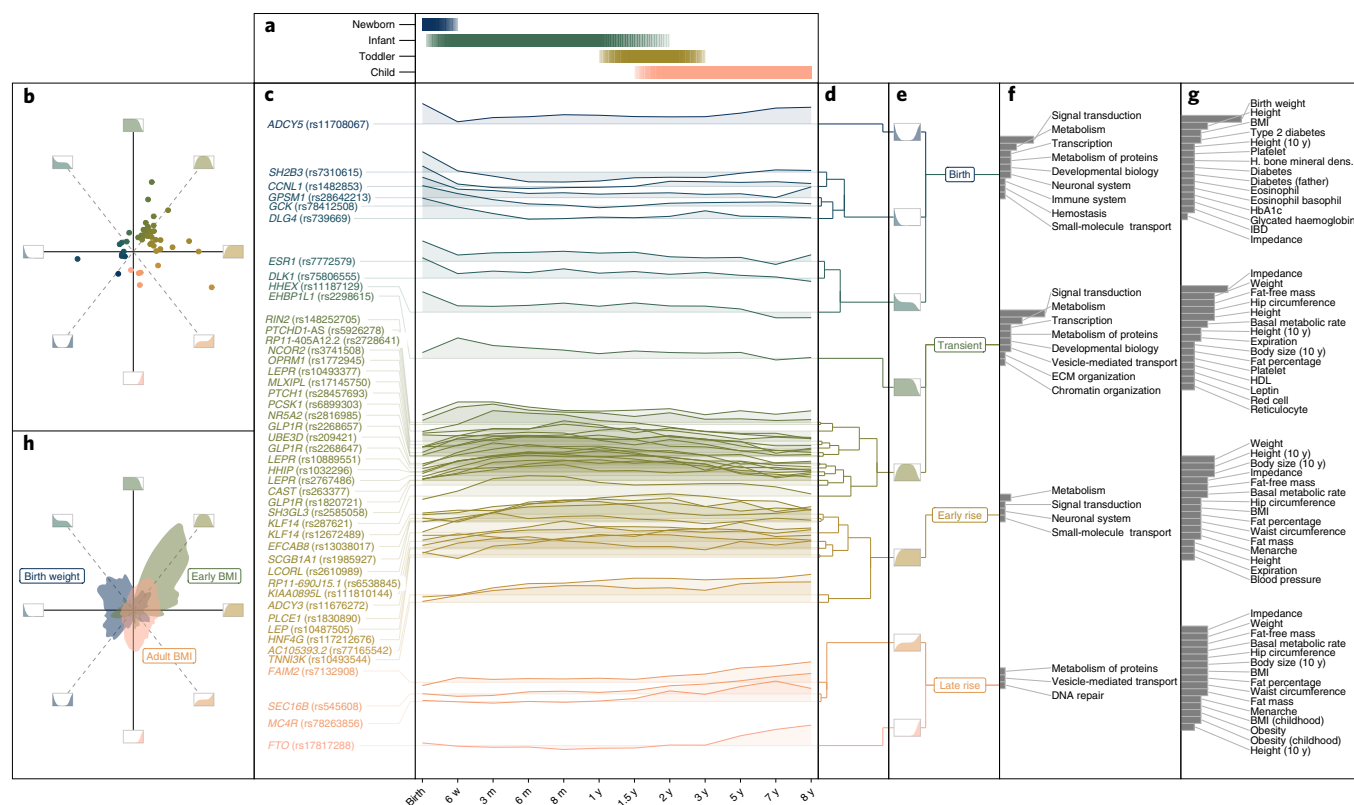 a
Newborn
Infant
Toddler
Child
b
c
d
e
f
g
h
ADCY5 (rs11708067)
SH2B3 (rs7310615)
CCNL1 (rs1482853)
GPSM1 (rs28642213)
GCK (rs78412508)
DLG4 (rs739669)
ESR1 (rs7772579)
DLK1 (rs75806555)
HHEX (rs11187129)
EHBP1L1 (rs2298615)
RIN2 (rs148252705)
PTCHD1-AS (rs5926278)
RP11-405A12.2 (rs2728641)
NCOR2 (rs3741508)
OPRM1 (rs1772945)
LEPR (rs10493377)
MLXIPL (rs17145750)
PTCH1 (rs28457693)
PCSK1 (rs6899303)
NR5A2 (rs2816985)
GLP1R (rs2268657)
UBE3D (rs209421)
GLP1R (rs2268647)
LEPR (rs10889551)
HHIP (rs1032296)
LEPR (rs2767486)
CAST (rs263377)
GLP1R (rs1820721)
SH3GL3 (rs2585058)
KLF14 (rs287621)
KLF14 (rs12672489)
EFCAB8 (rs13038017)
SCGB1A1 (rs1985927)
LCORL (rs2610989)
RP11-690J15.1 (rs6538845)
KIAA0895L (rs111810144)
ADCY3 (rs11676272)
PLCE1 (rs1830890)
LEP (rs10487505)
HNF4G (rs117212676)
AC105393.2 (rs77165542)
TNNI3K (rs10493544)
FAIM2 (rs7132908)
SEC16B (rs545608)
MC4R (rs78263856)
FTO (rs17817288)
Birth
6 w
3 m
6 m
8 m
1 y
1.5 y
2 y
3 y
5 y
7 y
8 y
Birth
Transient
Early rise
Late rise
Signal transduction
Metabolism
Transcription
Metabolism of proteins
Developmental biology
Neuronal system
Immune system
Hemostasis
Small-molecule transport
Signal transduction
Metabolism
Transcription
Metabolism of proteins
Developmental biology
Vesicle-mediated transport
ECM organization
Chromatin organization
Metabolism
Signal transduction
Neuronal system
Small-molecule transport
Metabolism of proteins
Vesicle-mediated transport
DNA repair
Birth weight
Height
BMI
Type 2 diabetes
Height (10 y)
Platelet
H. bone mineral dens.
Diabetes
Diabetes (father)
Eosinophil
Eosinophil basophil
HbA1c
Glycated haemoglobin
IBD
Impedance
Impedance
Weight
Fat-free mass
Hip circumference
Height
Basal metabolic rate
Height (10 y)
Expiration
Body size (10 y)
Fat percentage
Platelet
HDL
Leptin
Red cell
Reticulocyte
Weight
Height (10 y)
Body size (10 y)
Impedance
Fat-free mass
Basal metabolic rate
Hip circumference
BMI
Fat percentage
Waist circumference
Fat mass
Menarche
Height
Expiration
Blood pressure
Impedance
Weight
Fat-free mass
Basal metabolic rate
Hip circumference
Body size (10 y)
BMI
Fat percentage
Waist circumference
Fat mass
Menarche
BMI (childhood)
Obesity
Obesity (childhood)
Height (10 y)
Birth weight
Early BMI
Adult BMI